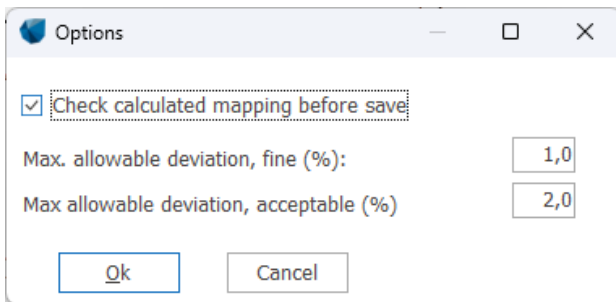 Options
Check calculated mapping before save
Max. allowable deviation, fine (%): 1,0
Max allowable deviation, acceptable (%) 2,0
Ok Cancel